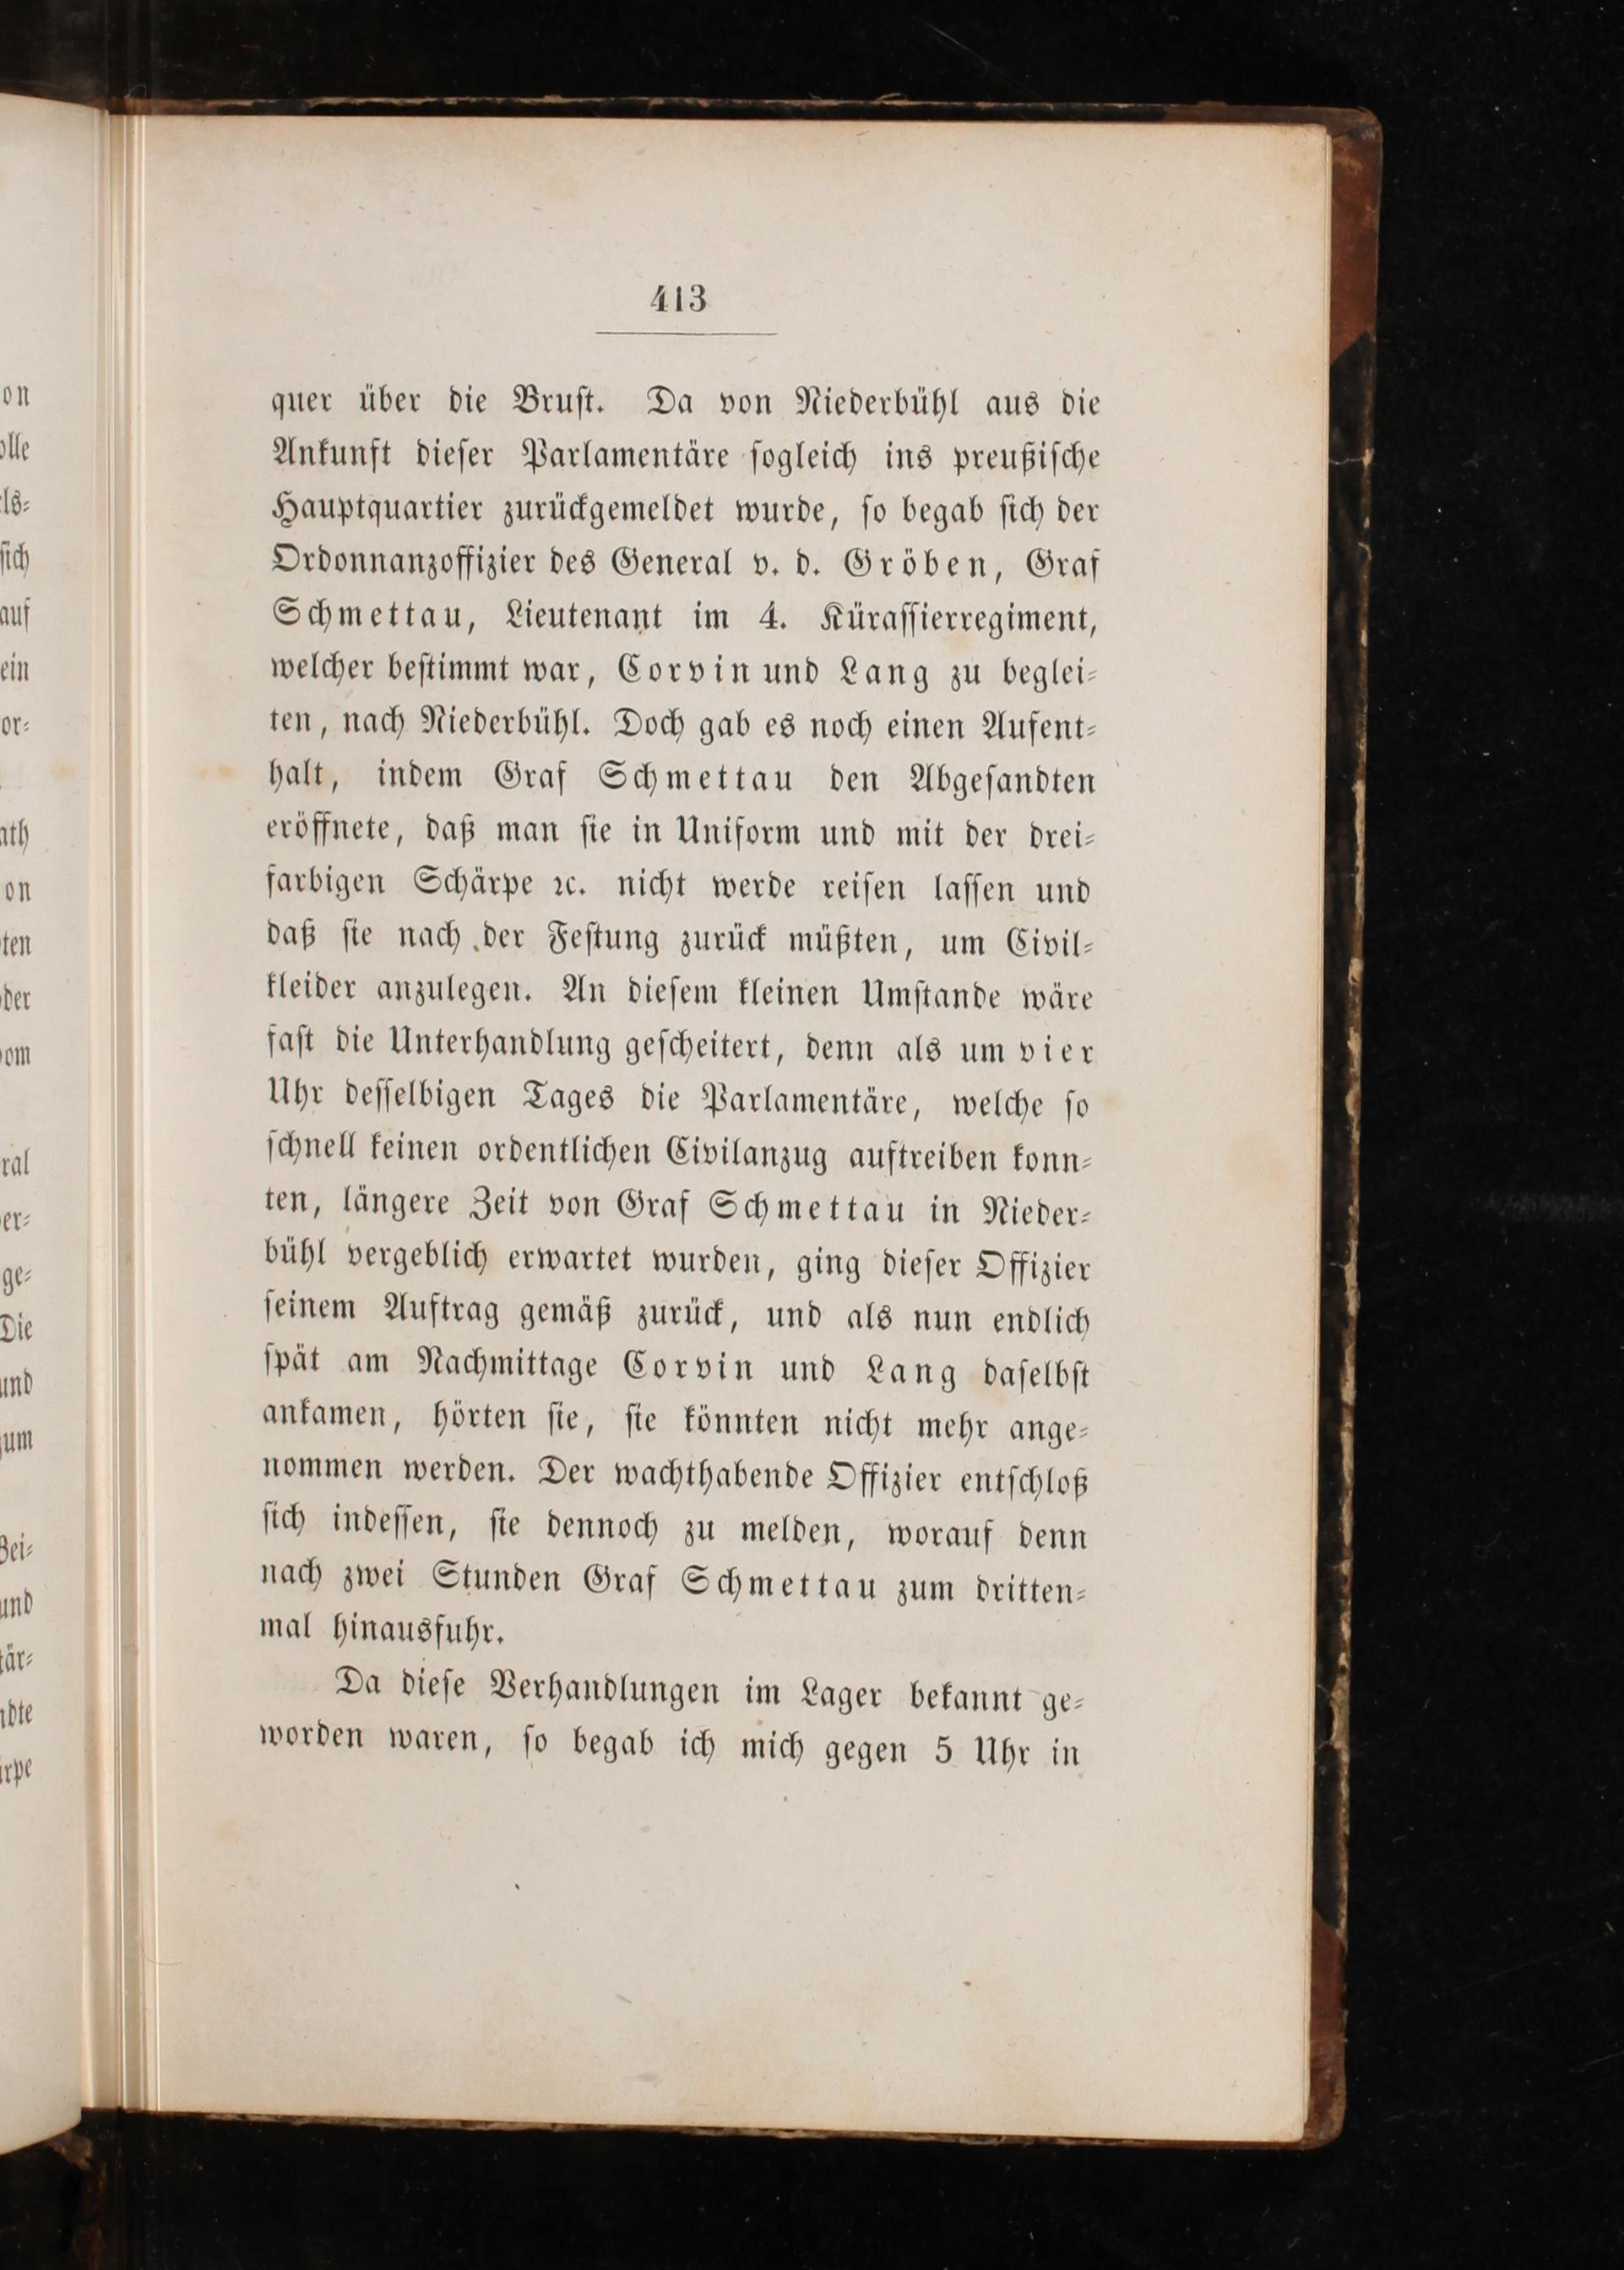 413
quer über die Bruſt. Da von Niederbühl aus die
Ankunft dieſer Parlamentäre ſogleich ins preußiſche
Hauptquartier zurückgemeldet wurde, ſo begab ſich der
Ordonnanzoffizier des General v. d. Gröben, Graf
Schmettau, Lieutenant im 4. Küraſſierregiment,
welcher beſtimmt war, Corvin und Lang zu beglei⸗
ten, nach Niederbühl. Doch gab es noch einen Aufent⸗
halt, indem Graf Schmettau den Abgeſandten
eröffnete, daß man ſie in Uniform und mit der drei⸗
farbigen Schärpe ꝛc. nicht werde reiſen laſſen und
daß ſie nach der Feſtung zurück müßten, um Civil⸗
kleider anzulegen. An dieſem kleinen Umſtande wäre
faſt die Unterhandlung geſcheitert, denn als um vier
Uhr deſſelbigen Tages die Parlamentäre, welche ſo
ſchnell keinen ordentlichen Civilanzug auftreiben konn⸗
ten, längere Zeit von Graf Schmettau in Nieder⸗
bühl vergeblich erwartet wurden, ging dieſer Offizier
ſeinem Auftrag gemäß zurück, und als nun endlich
ſpät am Nachmittage Corvin und Lang daſelbſt
ankamen, hörten ſie, ſie könnten nicht mehr ange⸗
nommen werden. Der wachthabende Offizier entſchloß
ſich indeſſen, ſie dennoch zu melden, worauf denn
nach zwei Stunden Graf Schmettau zum dritten⸗
mal hinausfuhr.
Da dieſe Verhandlungen im Lager bekannt ge⸗
worden waren, ſo begab ich mich gegen 5 Uhr in